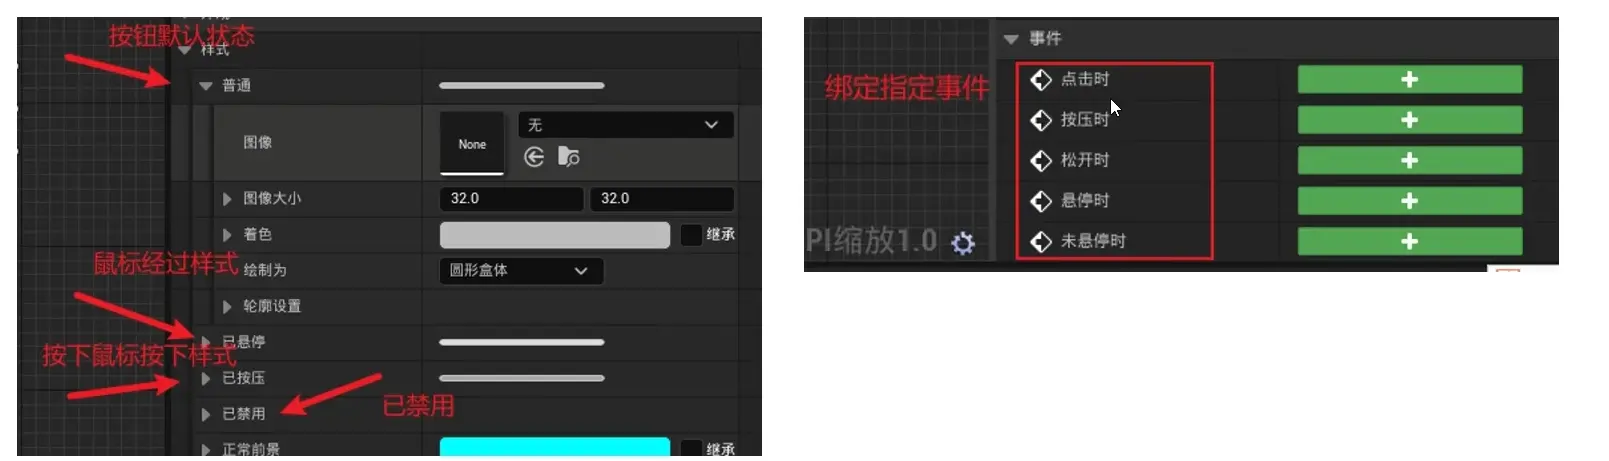 按钮默认状态
样式
普通
图像
None
无
图像大小
32.0
32.0
着色
继承
鼠标经过样式
绘制为
圆形盒体
轮廓设置
已悬停
按下鼠标按下样式
已按压
已禁用
已禁用
正常前景
继承
事件
绑定指定事件
点击时
按压时
松开时
悬停时
未悬停时
PI缩放1.0